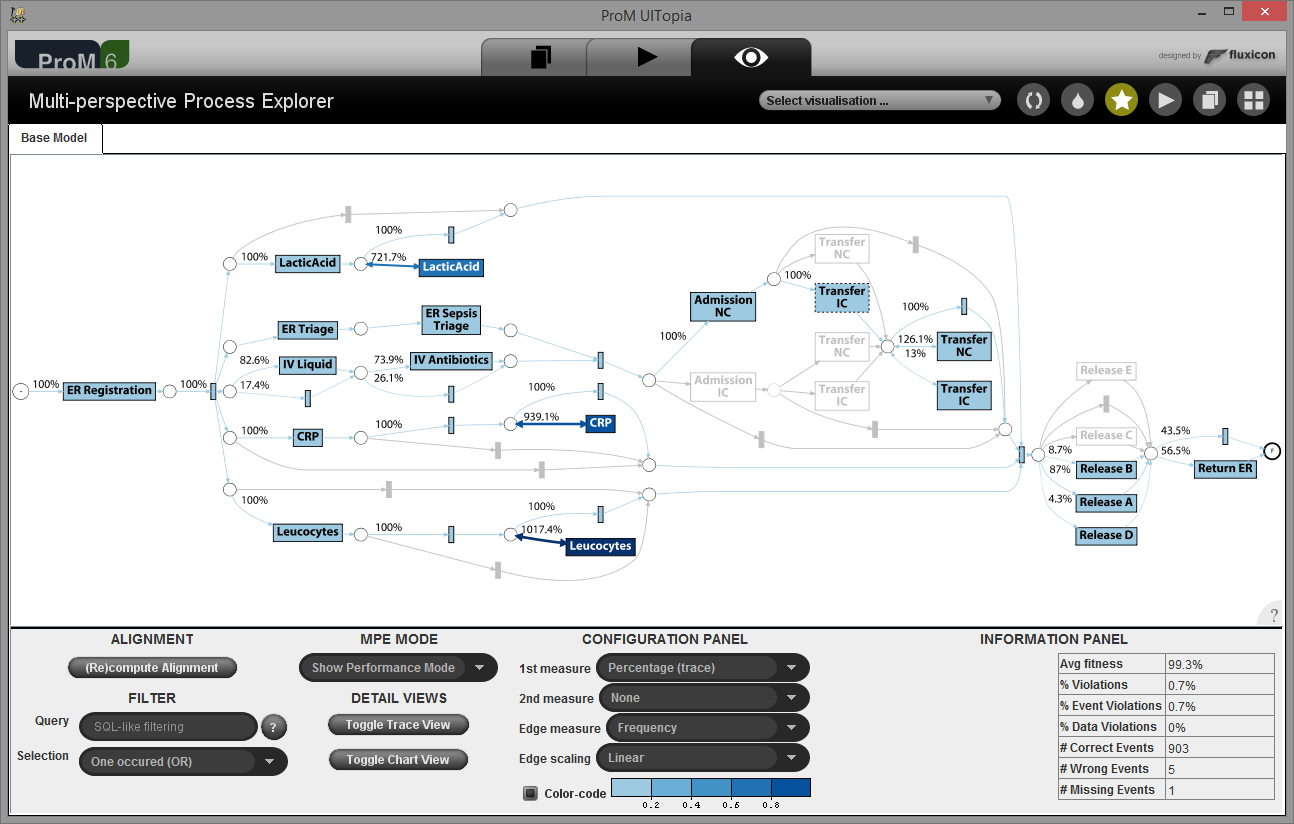 ProM UITopia
ProM 6
designed by fluxicon
Multi-perspective Process Explorer
Select visualisation ...
Base Model
100%
LacticAcid
100%
721.7%
LacticAcid
ER Triage
ER Sepsis
Triage
82.6%
IV Liquid
73.9%
IV Antibiotics
17.4%
26.1%
100%
ER Registration
100%
100%
CRP
100%
100%
939.1%
CRP
100%
Leucocytes
100%
100%
1017.4%
Leucocytes
100%
Admission
NC
Admission
IC
100%
Transfer
NC
Transfer
IC
Transfer
NC
Transfer
IC
100%
126.1%
13%
Transfer
NC
Transfer
IC
Release E
Release C
8.7%
Release B
87%
Release A
4.3%
Release D
43.5%
56.5%
Return ER
F
?
ALIGNMENT
(Re)compute Alignment
FILTER
Query
SQL-like filtering
?
Selection
One occured (OR)
MPE MODE
Show Performance Mode
DETAIL VIEWS
Toggle Trace View
Toggle Chart View
CONFIGURATION PANEL
1st measure
Percentage (trace)
2nd measure
None
Edge measure
Frequency
Edge scaling
Linear
Color-code
0.2 0.4 0.6 0.8
INFORMATION PANEL
Avg fitness 99.3%
% Violations 0.7%
% Event Violations 0.7%
% Data Violations 0%
# Correct Events 903
# Wrong Events 5
# Missing Events 1